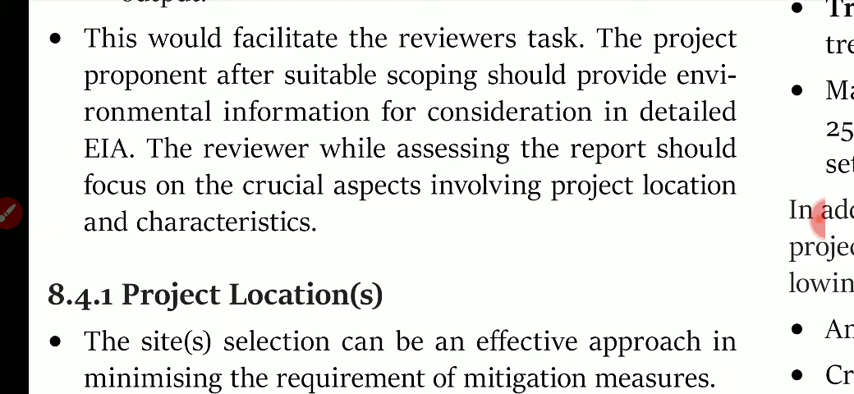 This would facilitate the reviewers task. The project
proponent after suitable scoping should provide envi-
ronmental information for consideration in detailed
EIA. The reviewer while assessing the report should
focus on the crucial aspects involving project location
and characteristics.
8.4.1 Project Location(s)
• The site(s) selection can be an effective approach in
minimising the requirement of mitigation measures.
25
In